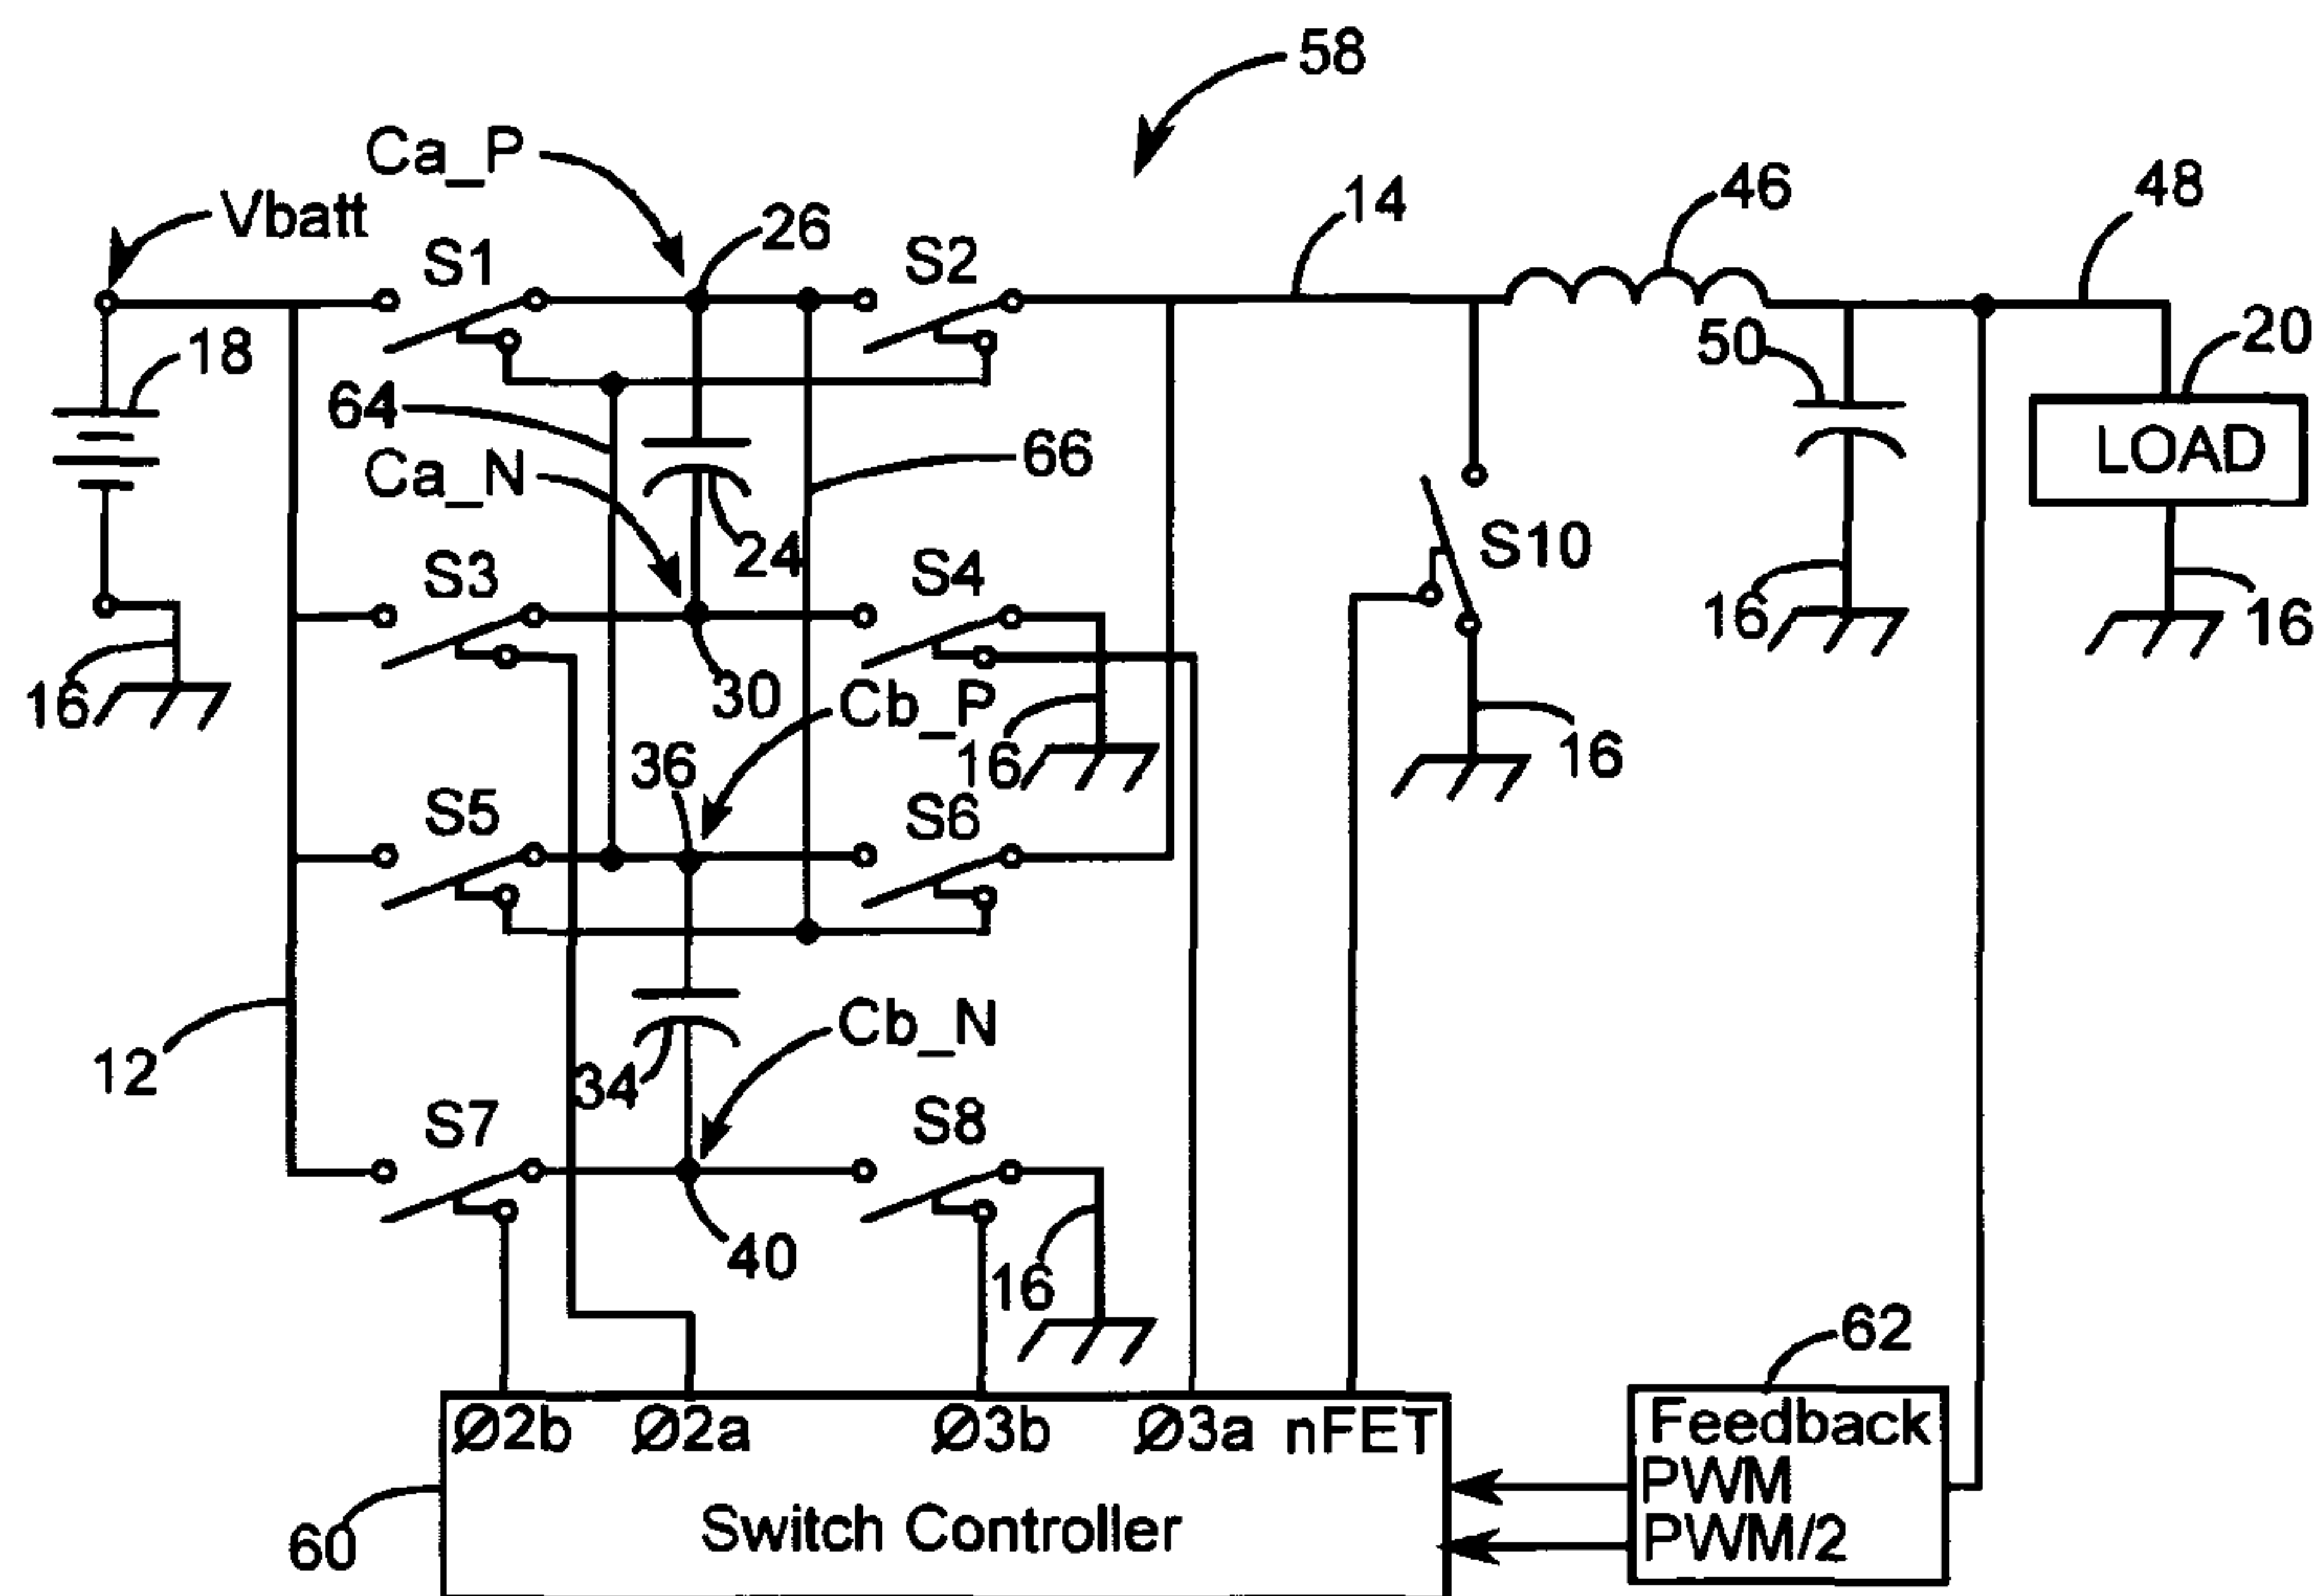 58
Ca_P
Vbatt
26
14
46
48
S1
S2
18
50
20
64
LOAD
Ca_N
66
24
S3
S4
S10
16
16
16
30
Cb_P
16
16
36
S5
S6
12
Cb_N
34
S7
S8
40
16
62
Ø2b Ø2a Ø3b Ø3a nFET
Feedback
PWM
PWM/2
Switch Controller
60